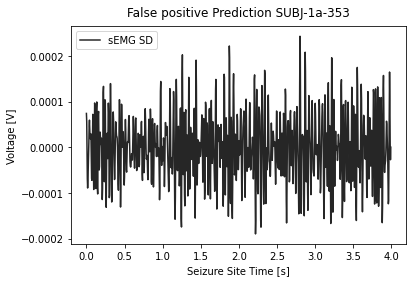 False positive Prediction SUBJ-1a-353
sEMG SD
Voltage [V]
0.0002
0.0001
0.0000
−0.0001
−0.0002
0.0 0.5 1.0 1.5 2.0 2.5 3.0 3.5 4.0
Seizure Site Time [s]